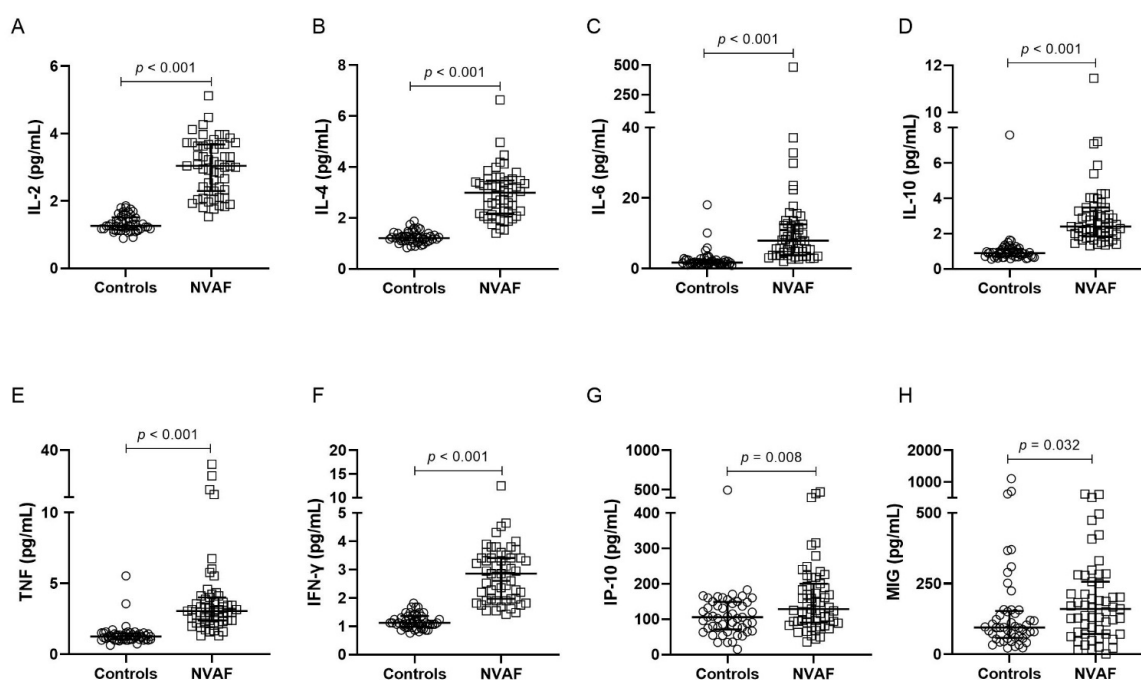 A
p < 0.001
IL-2 (pg/mL)
6
4
2
0
Controls
NVAF
B
p < 0.001
IL-4 (pg/mL)
8
6
4
2
0
Controls
NVAF
C
p < 0.001
IL-6 (pg/mL)
500
250
40
20
0
Controls
NVAF
D
p < 0.001
IL-10 (pg/mL)
12
10
8
6
4
2
0
Controls
NVAF
E
p < 0.001
TNF (pg/mL)
40
10
5
0
Controls
NVAF
F
p < 0.001
IFN-γ (pg/mL)
20
15
10
5
4
3
2
1
0
Controls
NVAF
G
p = 0.008
IP-10 (pg/mL)
1000
500
400
300
200
100
0
Controls
NVAF
H
p = 0.032
MIG (pg/mL)
2000
1000
500
250
0
Controls
NVAF